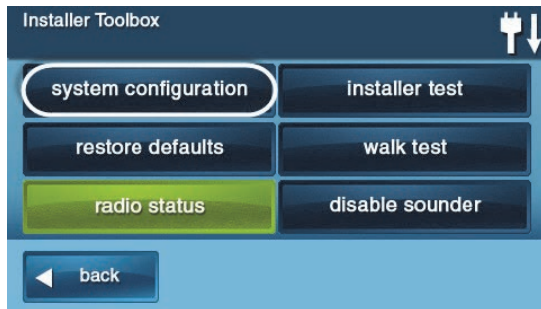 Installer Toolbox
system configuration
installer test
restore defaults
walk test
radio status
disable sounder
back